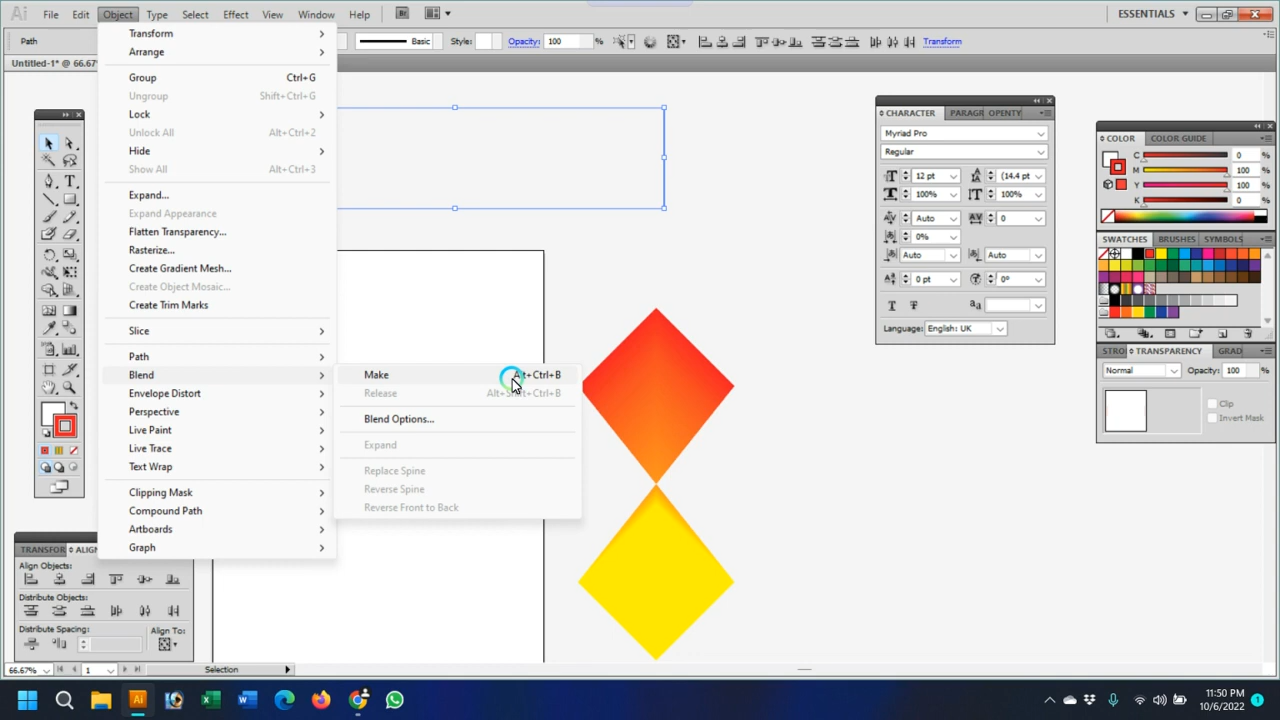 Ai File Edit Object Type Select Effect View Window Help Br ESSENTIALS
Path Basic Style: Opacity: 100 % Transform
Untitled-1* @ 66.67%
Transform
Arrange
Group Ctrl+G
Ungroup Shift+Ctrl+G
Lock
Unlock All Alt+Ctrl+2
Hide
Show All Alt+Ctrl+3
Expand...
Expand Appearance
Flatten Transparency...
Rasterize...
Create Gradient Mesh...
Create Object Mosaic...
Create Trim Marks
Slice
Path
Blend
Envelope Distort
Perspective
Live Paint
Live Trace
Text Wrap
Clipping Mask
Compound Path
Artboards
Graph
Make Alt+Ctrl+B
Release Alt+Shift+Ctrl+B
Blend Options...
Expand
Replace Spine
Reverse Spine
Reverse Front to Back
CHARACTER PARAGR OPENTY
Myriad Pro
Regular
12 pt (14.4 pt
100% 100%
Auto 0
0%
Auto Auto
0 pt 0°
Language: English: UK
COLOR COLOR GUIDE
C 0 %
M 100 %
Y 100 %
K 0 %
SWATCHES BRUSHES SYMBOLS
STRO TRANSPARENCY GRAD
Normal Opacity: 100 %
Clip
Invert Mask
TRANSFOR ALIGN
Align Objects:
Distribute Objects:
Distribute Spacing: Align To:
66.67% 1 Selection
11:50 PM
10/6/2022